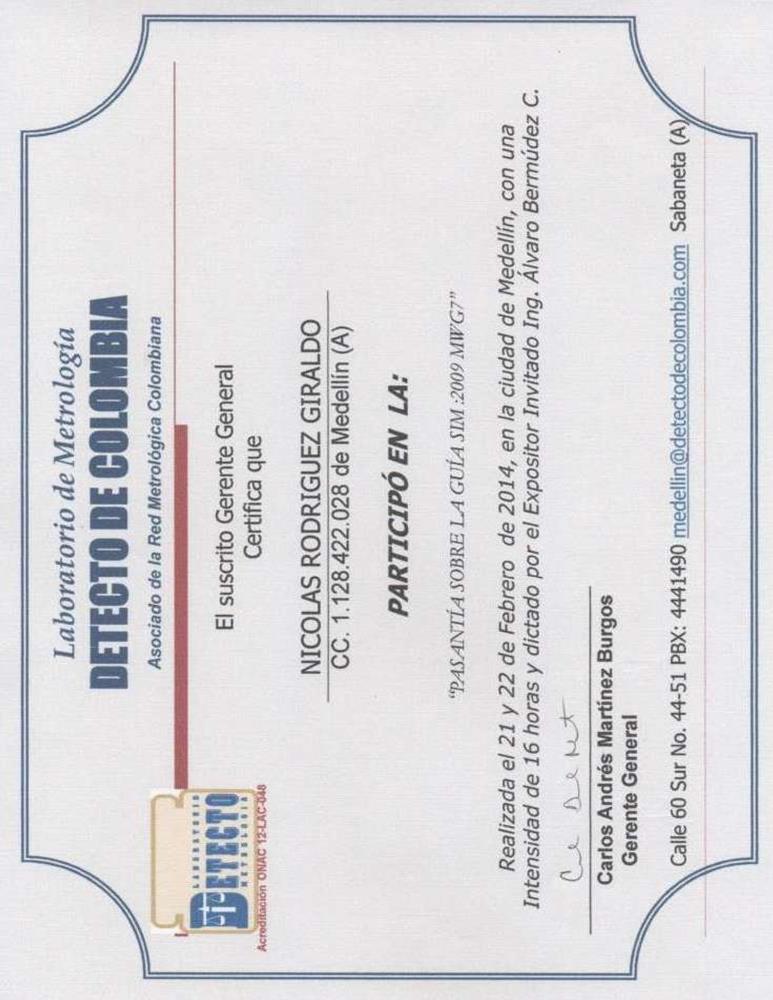 Laboratorio de Metrología
DETECTO DE COLOMBIA
Asociado de la Red Metrológica Colombiana
LABORATORIO
DETECTO
METROLOGIA
Acreditación ONAC 12-LAC-048
El suscrito Gerente General
Certifica que
NICOLAS RODRIGUEZ GIRALDO
CC. 1.128.422.028 de Medellín (A)
PARTICIPÓ EN LA:
“PASANTÍA SOBRE LA GUÍA SIM :2009 MWG7”
Realizada el 21 y 22 de Febrero de 2014, en la ciudad de Medellín, con una
Intensidad de 16 horas y dictado por el Expositor Invitado Ing. Álvaro Bermúdez C.
Carlos Andrés Martínez Burgos
Gerente General
Calle 60 Sur No. 44-51 PBX: 4441490 medellin@detectodecolombia.com Sabaneta (A)